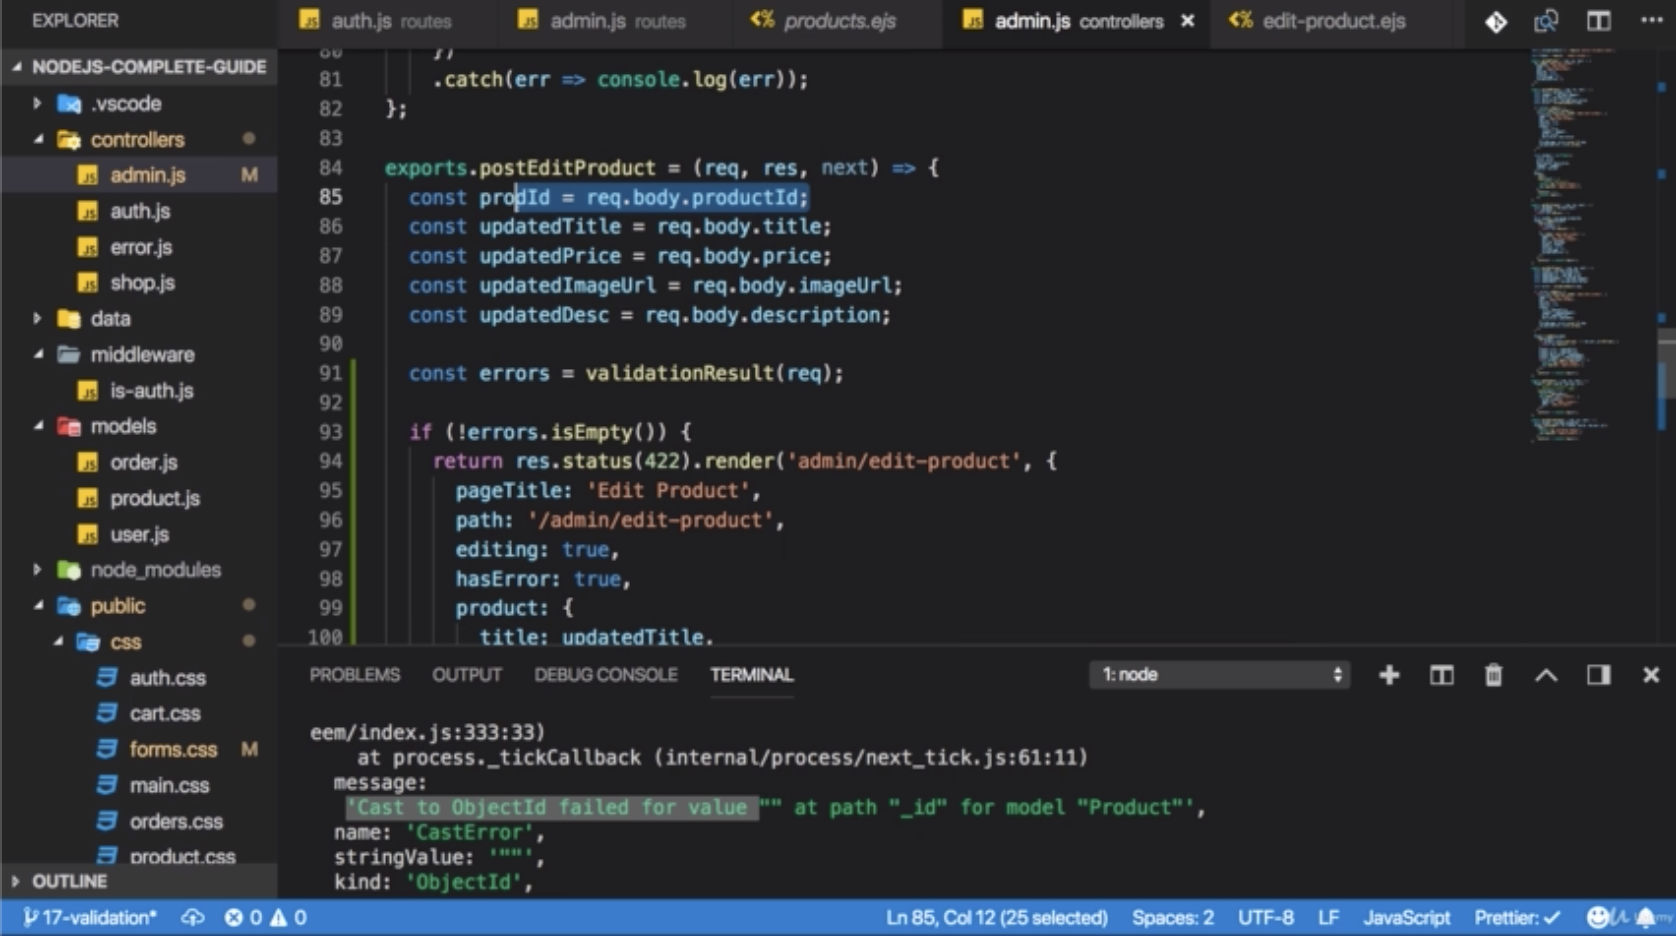 EXPLORER
auth.js routes
admin.js routes
products.ejs
admin.js controllers
edit-product.ejs
NODEJS-COMPLETE-GUIDE
.vscode
controllers
admin.js M
auth.js
error.js
shop.js
data
middleware
is-auth.js
models
order.js
product.js
user.js
node_modules
public
css
auth.css
cart.css
forms.css M
main.css
orders.css
product.css
OUTLINE
80 })
81 .catch(err => console.log(err));
82 };
83
84 exports.postEditProduct = (req, res, next) => {
85 const prodId = req.body.productId;
86 const updatedTitle = req.body.title;
87 const updatedPrice = req.body.price;
88 const updatedImageUrl = req.body.imageUrl;
89 const updatedDesc = req.body.description;
90
91 const errors = validationResult(req);
92
93 if (!errors.isEmpty()) {
94 return res.status(422).render('admin/edit-product', {
95 pageTitle: 'Edit Product',
96 path: '/admin/edit-product',
97 editing: true,
98 hasError: true,
99 product: {
100 title: updatedTitle,
PROBLEMS OUTPUT DEBUG CONSOLE TERMINAL 1: node
eem/index.js:333:33)
at process._tickCallback (internal/process/next_tick.js:61:11)
message:
'Cast to ObjectId failed for value "" at path "_id" for model "Product"',
name: 'CastError',
stringValue: '""',
kind: 'ObjectId',
17-validation* 0 0 Ln 85, Col 12 (25 selected) Spaces: 2 UTF-8 LF JavaScript Prettier: ✓